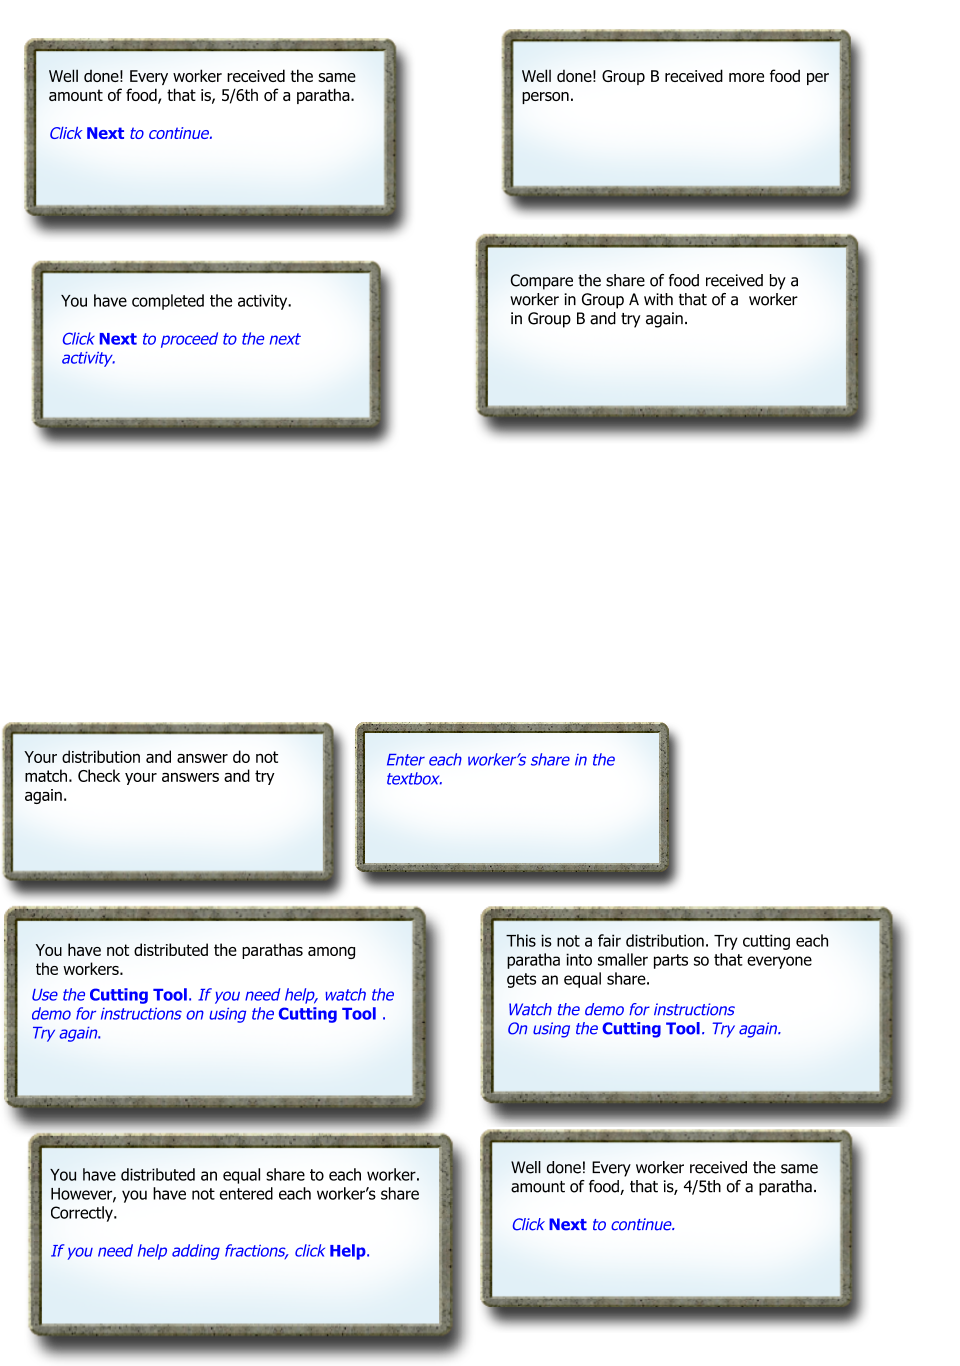 Well done! Every worker received the same
amount of food, that is, 5/6th of a paratha.
Click Next to continue.
Well done! Group B received more food per
person.
You have completed the activity.
Click Next to proceed to the next
activity.
Compare the share of food received by a
worker in Group A with that of a  worker
in Group B and try again.
Your distribution and answer do not
match. Check your answers and try
again.
Enter each worker’s share in the
textbox.
You have not distributed the parathas among
the workers.
Use the Cutting Tool. If you need help, watch the
demo for instructions on using the Cutting Tool .
Try again.
This is not a fair distribution. Try cutting each
paratha into smaller parts so that everyone
gets an equal share.
Watch the demo for instructions
On using the Cutting Tool. Try again.
You have distributed an equal share to each worker.
However, you have not entered each worker’s share
Correctly.
If you need help adding fractions, click Help.
Well done! Every worker received the same
amount of food, that is, 4/5th of a paratha.
Click Next to continue.